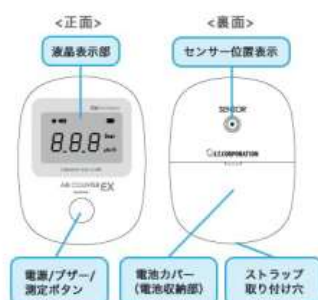 <正面>
<裏面>
液晶表示部
センサー位置表示
SENSOR
8.8.8
S.T.CORPORATION
AIR COUNTER EX
電源/ブザー/
測定ボタン
電池カバー
(電池収納部)
ストラップ
取り付け穴